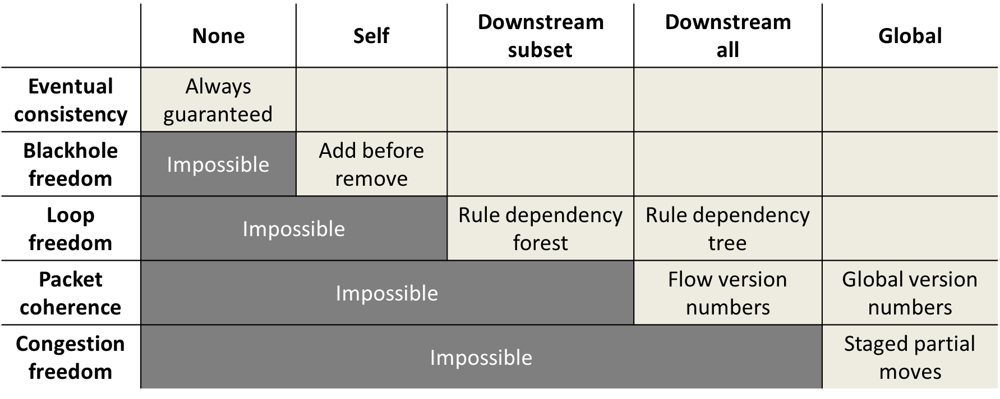 None
Self
Downstream
subset
Downstream
all
Global
Eventual
consistency
Always
guaranteed
Blackhole
freedom
Impossible
Add before
remove
Loop
freedom
Impossible
Rule dependency
forest
Rule dependency
tree
Packet
coherence
Impossible
Flow version
numbers
Global version
numbers
Congestion
freedom
Impossible
Staged partial
moves